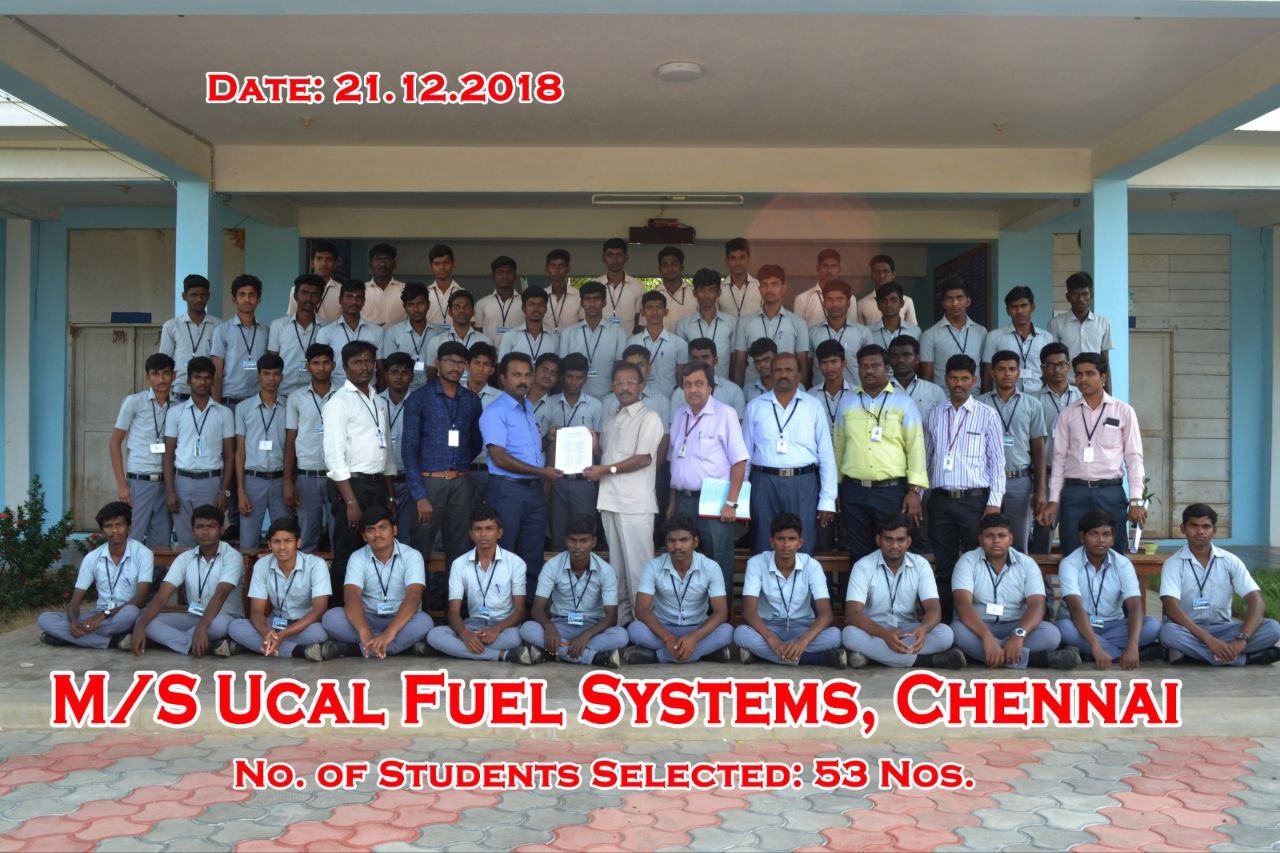 Date: 21.12.2018
M/S Ucal Fuel Systems, Chennai
No. of Students Selected: 53 Nos.